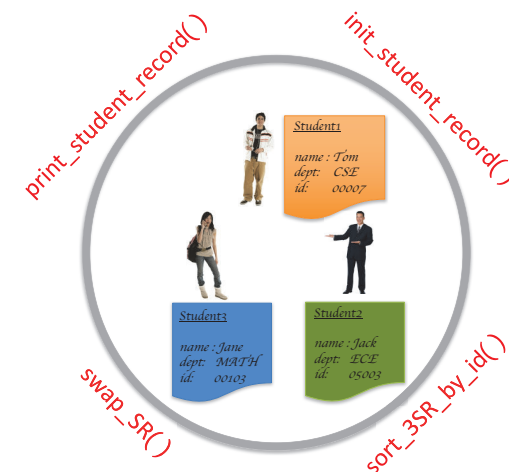 print_student_record( )
init_student_record( )
Student1
name : Tom
dept: CSE
id: 00007
Student3
name : Jane
dept: MATH
id: 00103
Student2
name : Jack
dept: ECE
id: 05003
swap_SR( )
sort_3SR_by_id( )